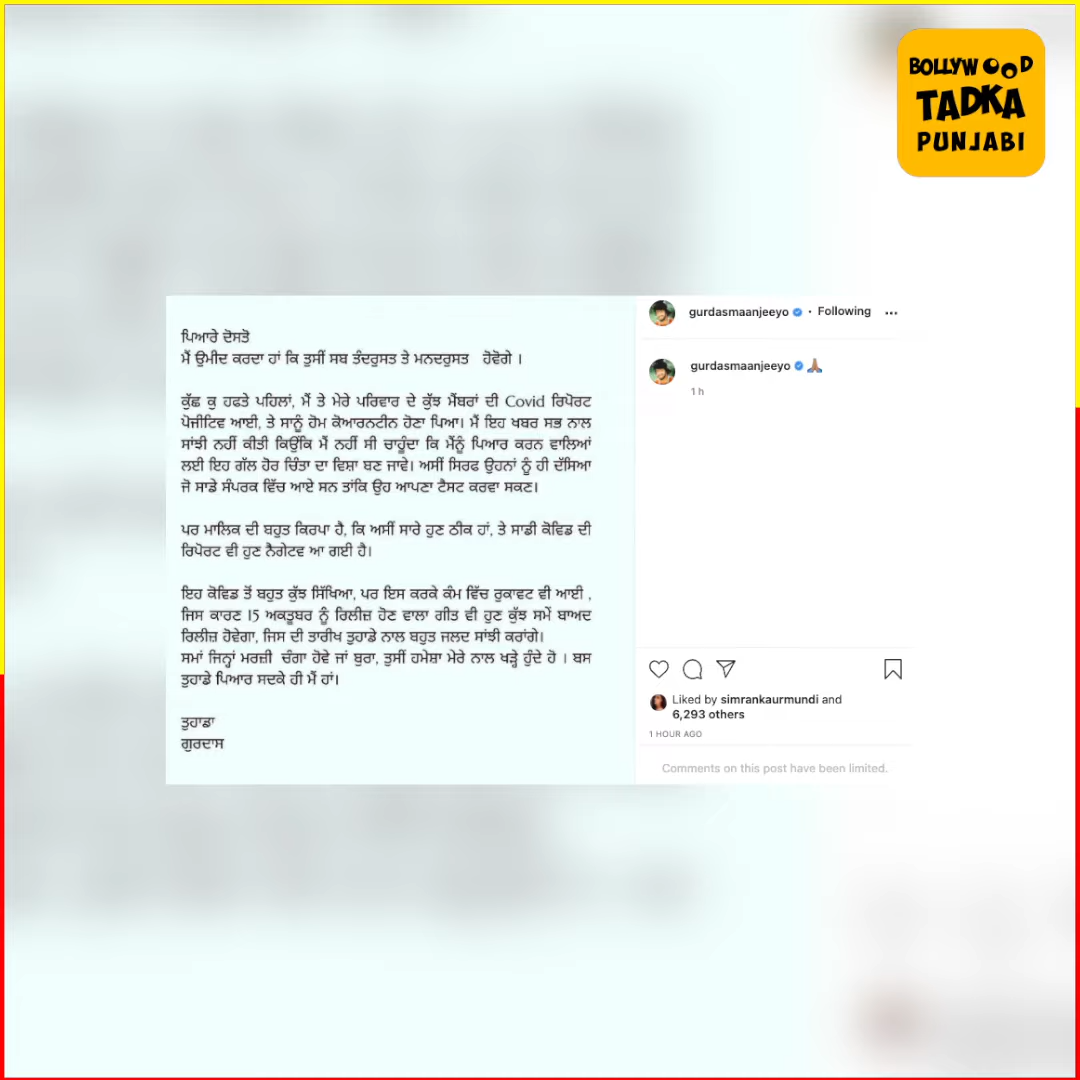 BOLLYWOOD
TADKA
PUNJABI
ਪਿਆਰੇ ਦੋਸਤੋ
ਮੈਂ ਉਮੀਦ ਕਰਦਾ ਹਾਂ ਕਿ ਤੁਸੀਂ ਸਬ ਤੰਦਰੁਸਤ ਤੇ ਮਨਦਰੁਸਤ ਹੋਵੋਗੇ ।
ਕੁੱਛ ਕੁ ਹਫਤੇ ਪਹਿਲਾਂ, ਮੈਂ ਤੇ ਮੇਰੇ ਪਰਿਵਾਰ ਦੇ ਕੁੱਝ ਮੈਂਬਰਾਂ ਦੀ Covid ਰਿਪੋਰਟ
ਪੋਜੀਟਿਵ ਆਈ, ਤੇ ਸਾਨੂੰ ਹੋਮ ਕੋਆਰਨਟੀਨ ਹੋਣਾ ਪਿਆ। ਮੈਂ ਇਹ ਖਬਰ ਸਭ ਨਾਲ
ਸਾਂਝੀ ਨਹੀਂ ਕੀਤੀ ਕਿਉਂਕਿ ਮੈਂ ਨਹੀਂ ਸੀ ਚਾਹੂੰਦਾ ਕਿ ਮੈਂਨੂੰ ਪਿਆਰ ਕਰਨ ਵਾਲਿਆਂ
ਲਈ ਇਹ ਗੱਲ ਹੋਰ ਚਿੰਤਾ ਦਾ ਵਿਸ਼ਾ ਬਣ ਜਾਵੇ। ਅਸੀਂ ਸਿਰਫ ਉਹਨਾਂ ਨੂੰ ਹੀ ਦੱਸਿਆ
ਜੋ ਸਾਡੇ ਸੰਪਰਕ ਵਿੱਚ ਆਏ ਸਨ ਤਾਂਕਿ ਉਹ ਆਪਣਾ ਟੈਸਟ ਕਰਵਾ ਸਕਣ।
ਪਰ ਮਾਲਿਕ ਦੀ ਬਹੁਤ ਕਿਰਪਾ ਹੈ, ਕਿ ਅਸੀਂ ਸਾਰੇ ਹੁਣ ਠੀਕ ਹਾਂ, ਤੇ ਸਾਡੀ ਕੋਵਿਡ ਦੀ
ਰਿਪੋਰਟ ਵੀ ਹੁਣ ਨੈਗੇਟਵ ਆ ਗਈ ਹੈ।
ਇਹ ਕੋਵਿਡ ਤੋਂ ਬਹੁਤ ਕੁੱਝ ਸਿੱਖਿਆ, ਪਰ ਇਸ ਕਰਕੇ ਕੰਮ ਵਿੱਚ ਰੁਕਾਵਟ ਵੀ ਆਈ ,
ਜਿਸ ਕਾਰਣ 15 ਅਕਤੂਬਰ ਨੂੰ ਰਿਲੀਜ਼ ਹੋਣ ਵਾਲਾ ਗੀਤ ਵੀ ਹੁਣ ਕੁੱਝ ਸਮੇਂ ਬਾਅਦ
ਰਿਲੀਜ਼ ਹੋਵੇਗਾ, ਜਿਸ ਦੀ ਤਾਰੀਖ ਤੁਹਾਡੇ ਨਾਲ ਬਹੁਤ ਜਲਦ ਸਾਂਝੀ ਕਰਾਂਗੇ।
ਸਮਾਂ ਜਿਨ੍ਹਾਂ ਮਰਜ਼ੀ ਚੰਗਾ ਹੋਵੇ ਜਾਂ ਬੁਰਾ, ਤੁਸੀਂ ਹਮੇਸ਼ਾ ਮੇਰੇ ਨਾਲ ਖੜ੍ਹੇ ਹੁੰਦੇ ਹੋ । ਬਸ
ਤੁਹਾਡੇ ਪਿਆਰ ਸਦਕੇ ਹੀ ਮੈਂ ਹਾਂ।
ਤੁਹਾਡਾ
ਗੁਰਦਾਸ
gurdasmaanjeeyo • Following ...
gurdasmaanjeeyo 🙏🏽
1 h
Liked by simrankaurmundi and
6,293 others
1 HOUR AGO
Comments on this post have been limited.